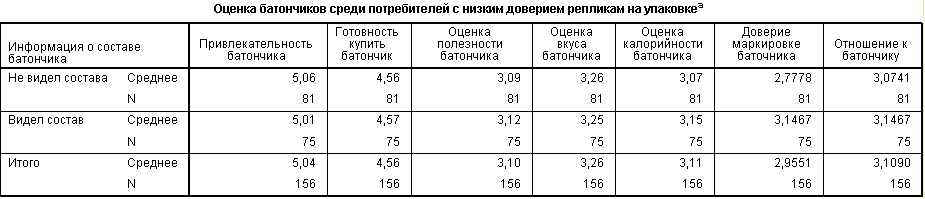 Оценка батончиков среди потребителей с низким доверием репликам на упаковкеᵃ
Информация о составе батончика Привлекательность батончика Готовность купить батончик Оценка полезности батончика Оценка вкуса батончика Оценка калорийности батончика Доверие маркировке баточника Отношение к батончику
Не видел состава Среднее 5,06 4,56 3,09 3,26 3,07 2,7778 3,0741
N 81 81 81 81 81 81 81
Видел состав Среднее 5,01 4,57 3,12 3,25 3,15 3,1467 3,1467
N 75 75 75 75 75 75 75
Итого Среднее 5,04 4,56 3,10 3,26 3,11 2,9551 3,1090
N 156 156 156 156 156 156 156